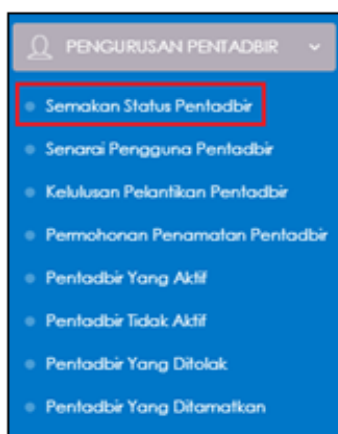 PENGURUSAN PENTADBIR
Semakan Status Pentadbir
Senarai Pengguna Pentadbir
Kelulusan Pelantikan Pentadbir
Permohonan Penamatan Pentadbir
Pentadbir Yang Aktif
Pentadbir Tidak Aktif
Pentadbir Yang Ditolak
Pentadbir Yang Ditamatkan